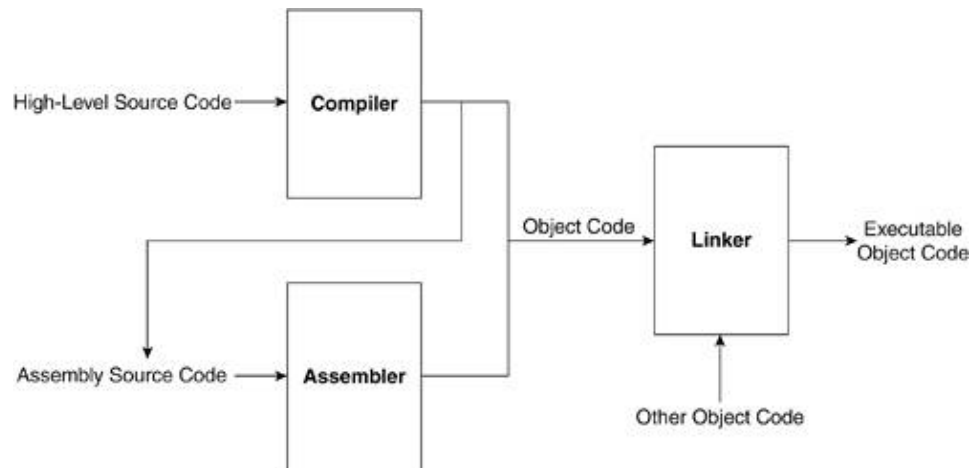 Compiler
High-Level Source Code
Object Code
Linker
Executable
Object Code
Assembly Source Code
Assembler
Other Object Code